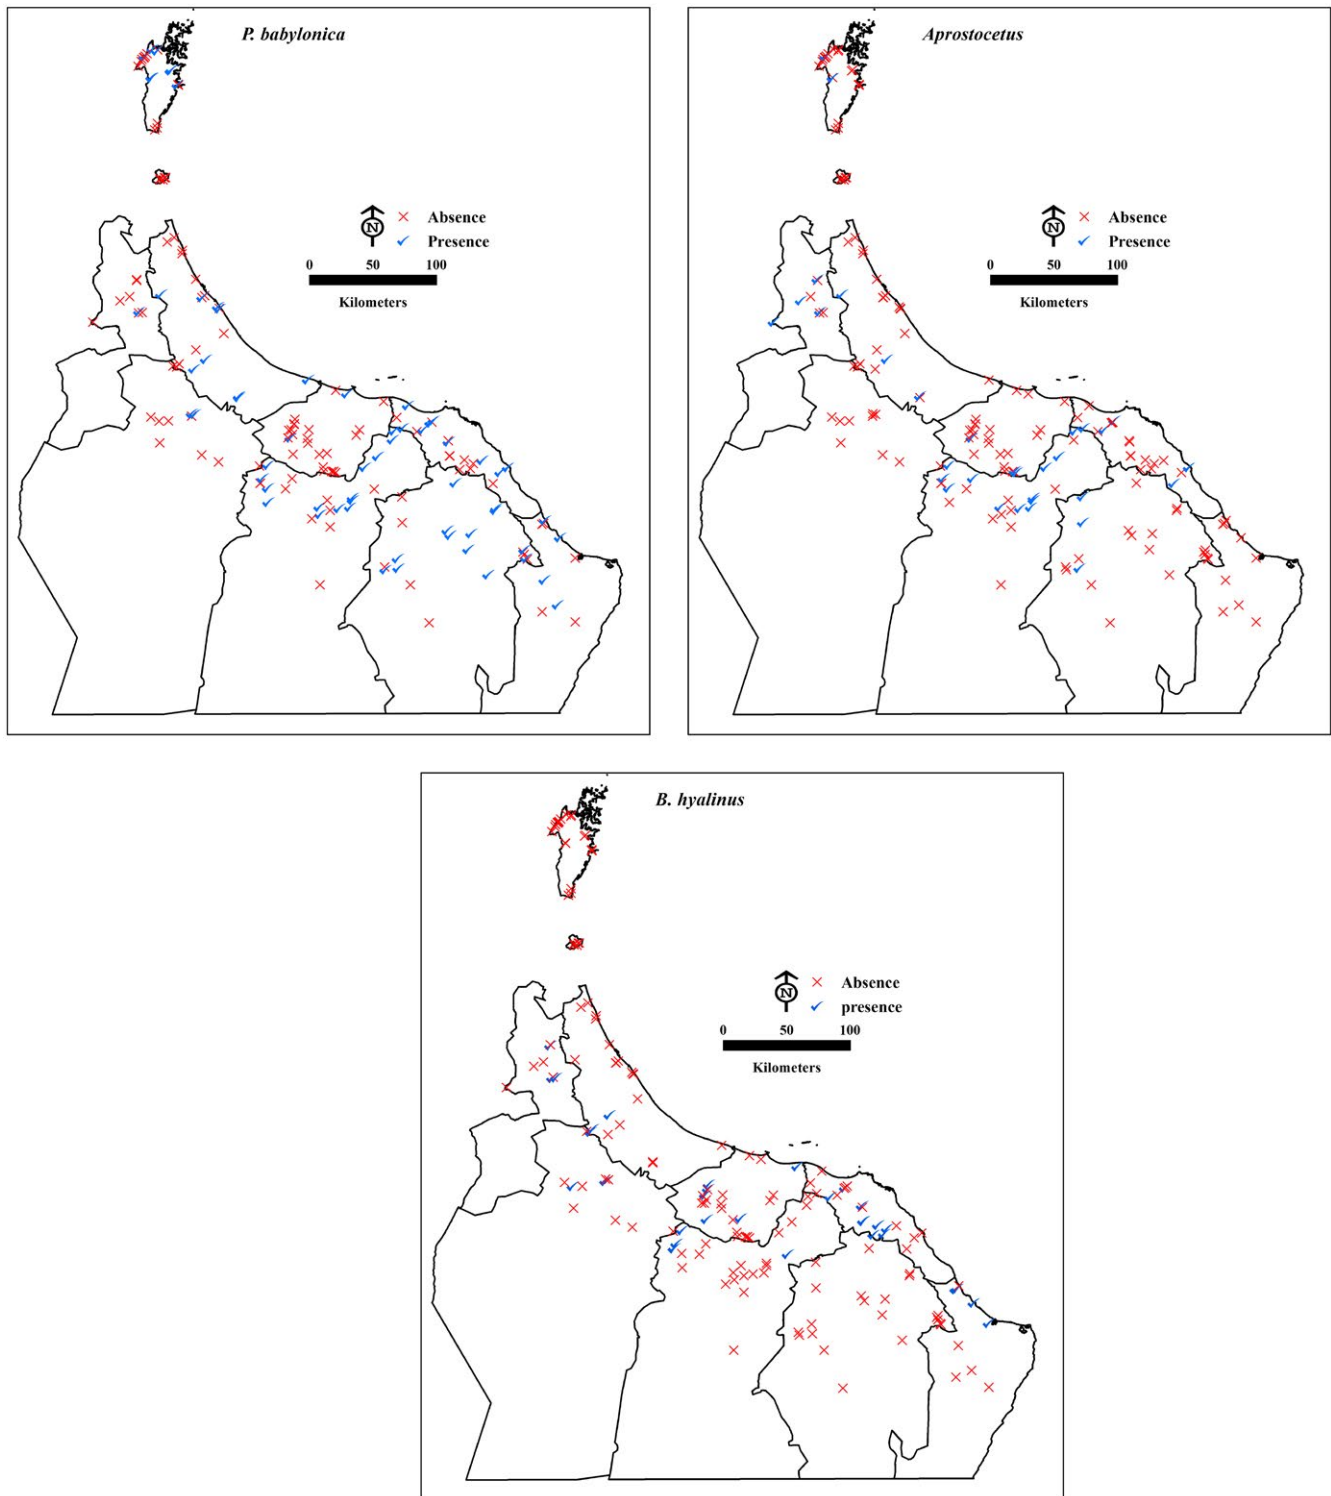 P. babylonica
N
Absence
Presence
0 50 100
Kilometers
Aprostocetus
N
Absence
Presence
0 50 100
Kilometers
B. hyalinus
N
Absence
presence
0 50 100
Kilometers